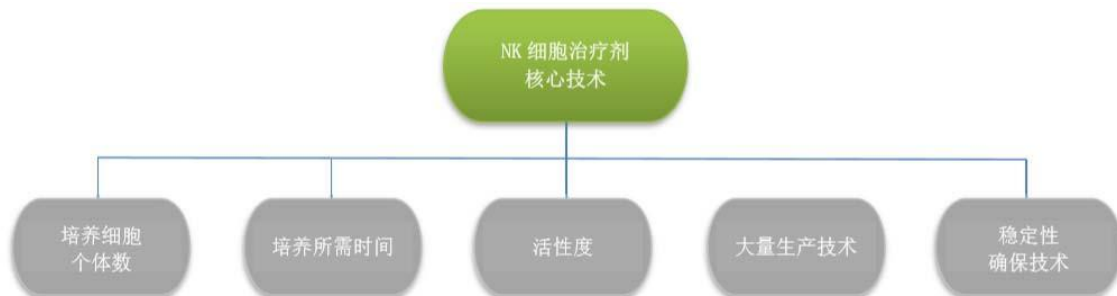 NK 细胞治疗剂
核心技术
培养细胞
个体数
培养所需时间
活性度
大量生产技术
稳定性
确保技术